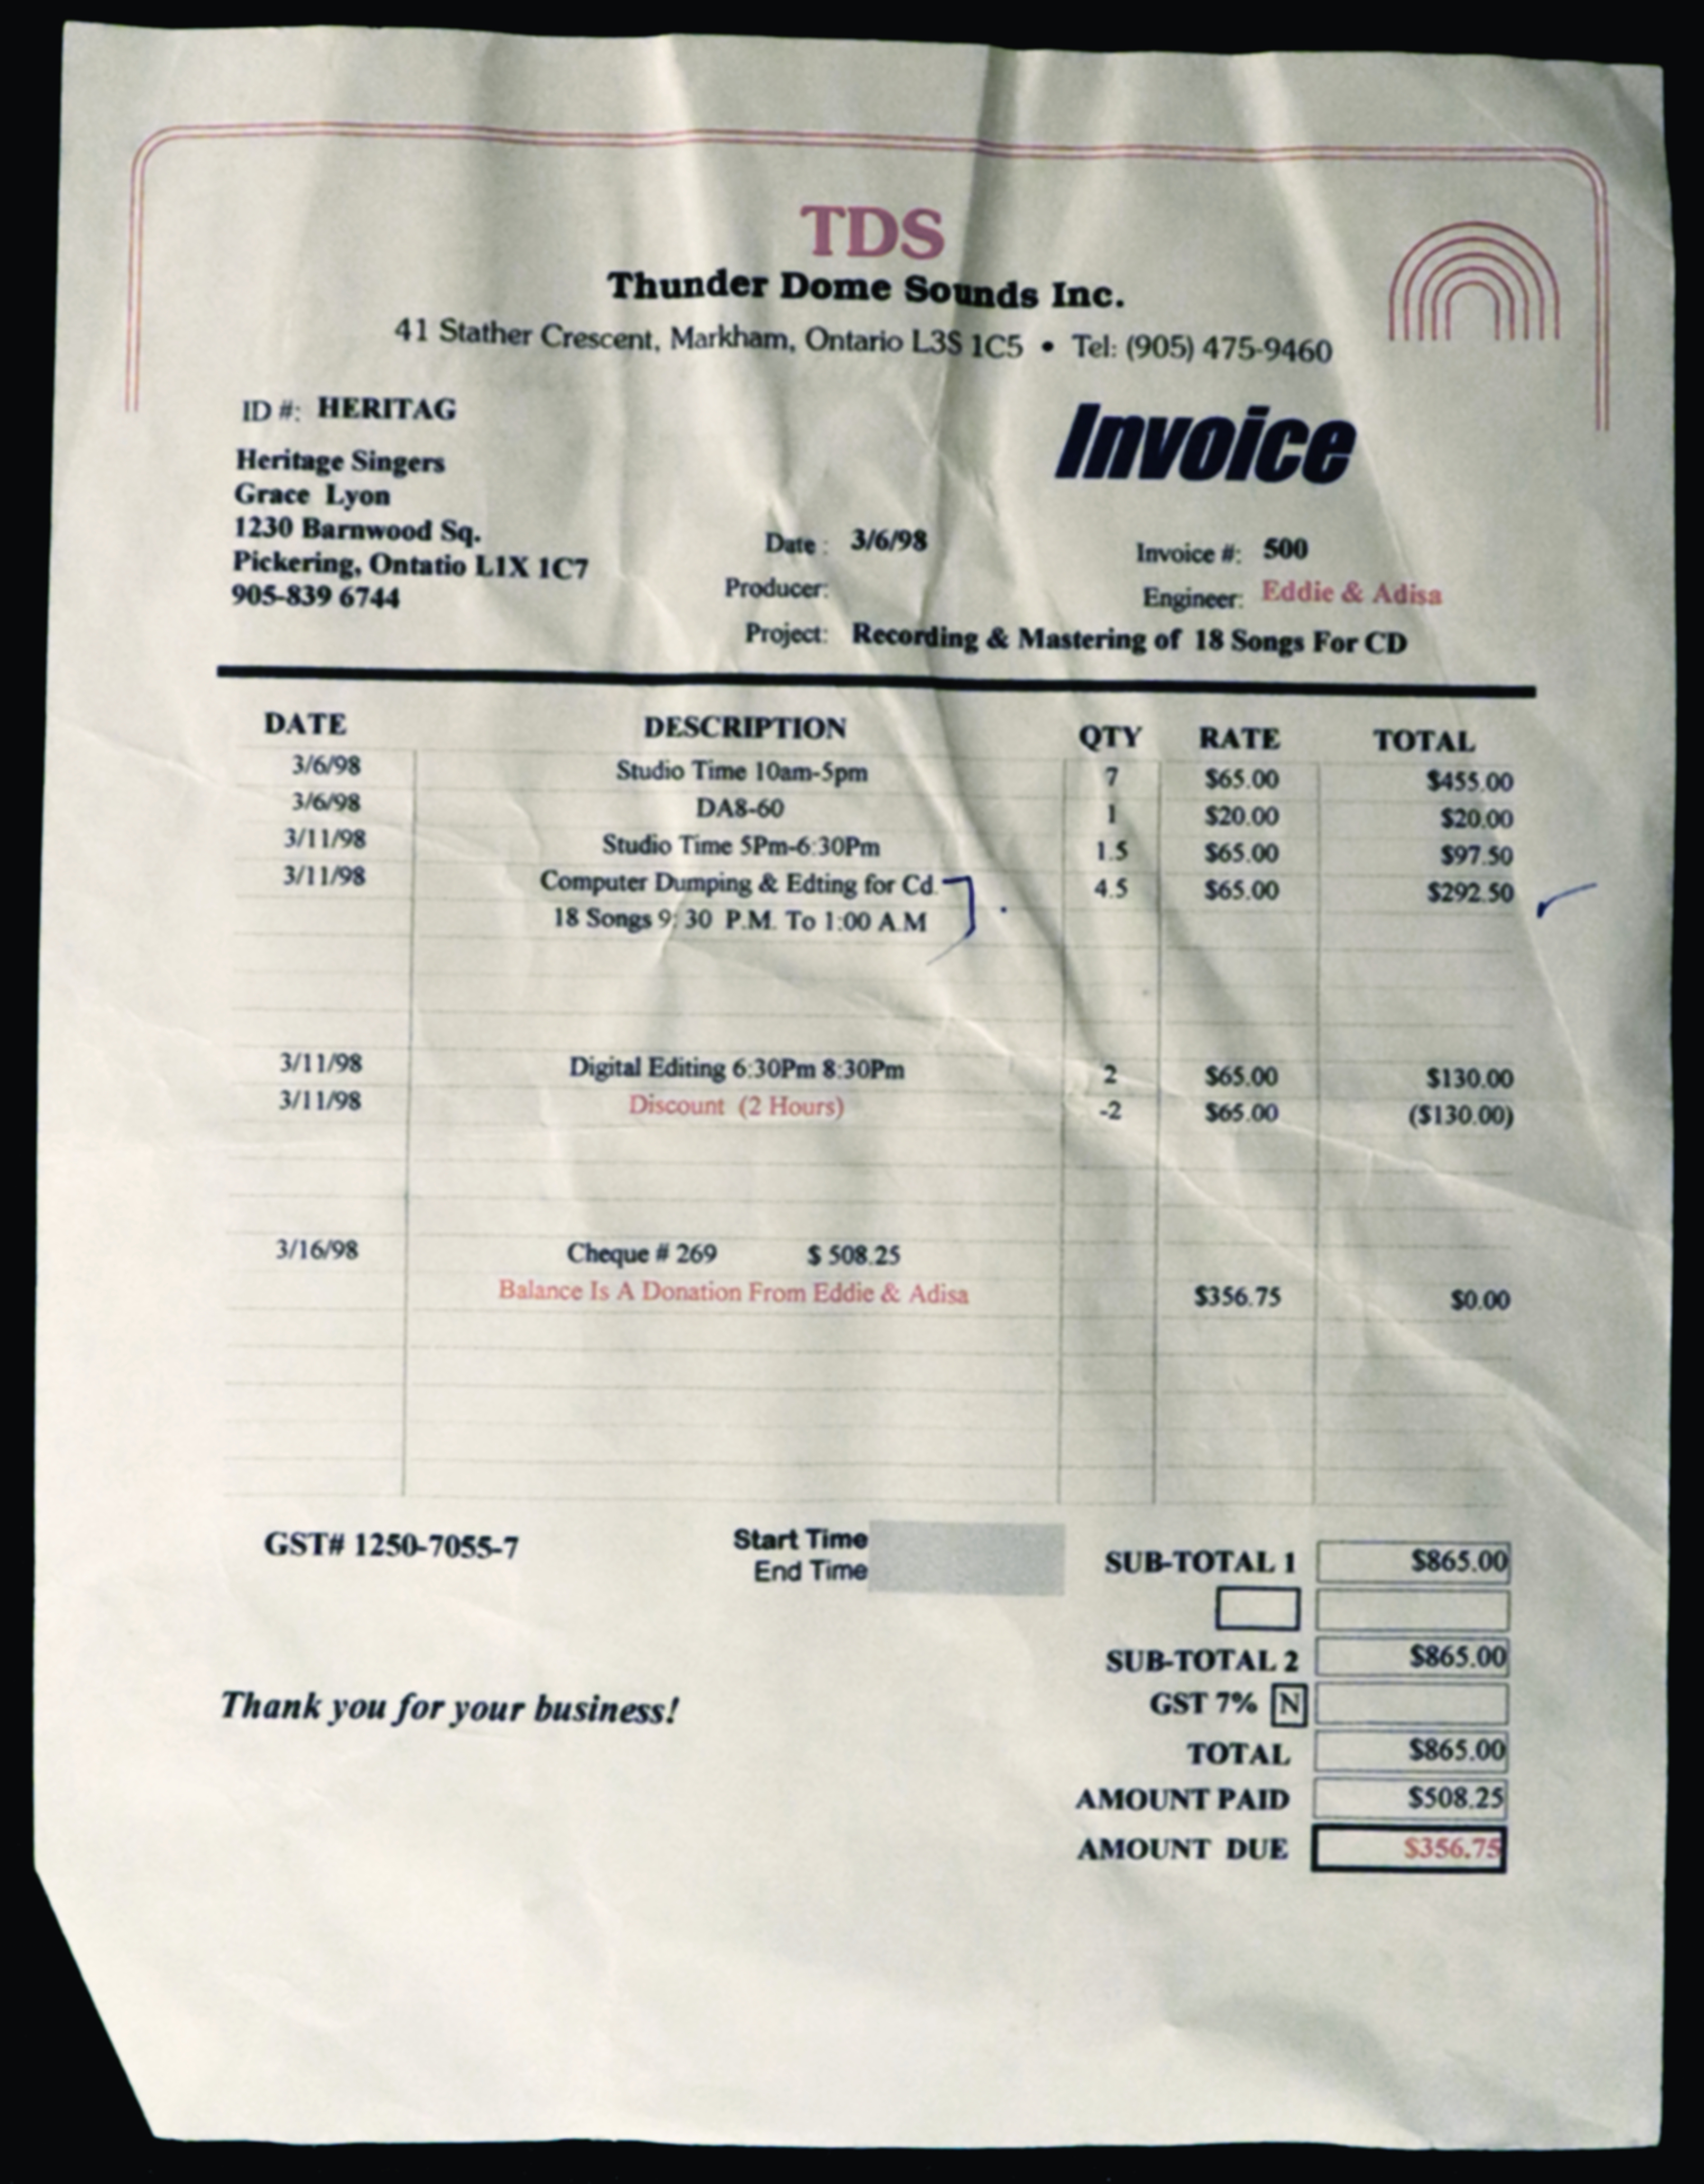 TDS
Thunder Dome Sounds Inc.
41 Stather Crescent, Markham, Ontario L3S 1C5 • Tel: (905) 475-9460
ID #: HERITAG
Invoice
Heritage Singers
Grace Lyon
1230 Barnwood Sq.
Pickering, Ontatio L1X 1C7
905-839 6744
Date : 3/6/98
Invoice #: 500
Producer:
Engineer: Eddie & Adisa
Project: Recording & Mastering of 18 Songs For CD
DATE DESCRIPTION QTY RATE TOTAL
3/6/98 Studio Time 10am-5pm 7 $65.00 $455.00
3/6/98 DA8-60 1 $20.00 $20.00
3/11/98 Studio Time 5Pm-6:30Pm 1.5 $65.00 $97.50
3/11/98 Computer Dumping & Edting for Cd. 4.5 $65.00 $292.50
18 Songs 9: 30 P.M. To 1:00 A.M
3/11/98 Digital Editing 6:30Pm 8:30Pm 2 $65.00 $130.00
3/11/98 Discount (2 Hours) -2 $65.00 ($130.00)
3/16/98 Cheque # 269 $ 508.25
Balance Is A Donation From Eddie & Adisa $356.75 $0.00
GST# 1250-7055-7
Start Time
End Time
SUB-TOTAL 1 $865.00
SUB-TOTAL 2 $865.00
Thank you for your business!
GST 7% N
TOTAL $865.00
AMOUNT PAID $508.25
AMOUNT DUE $356.75